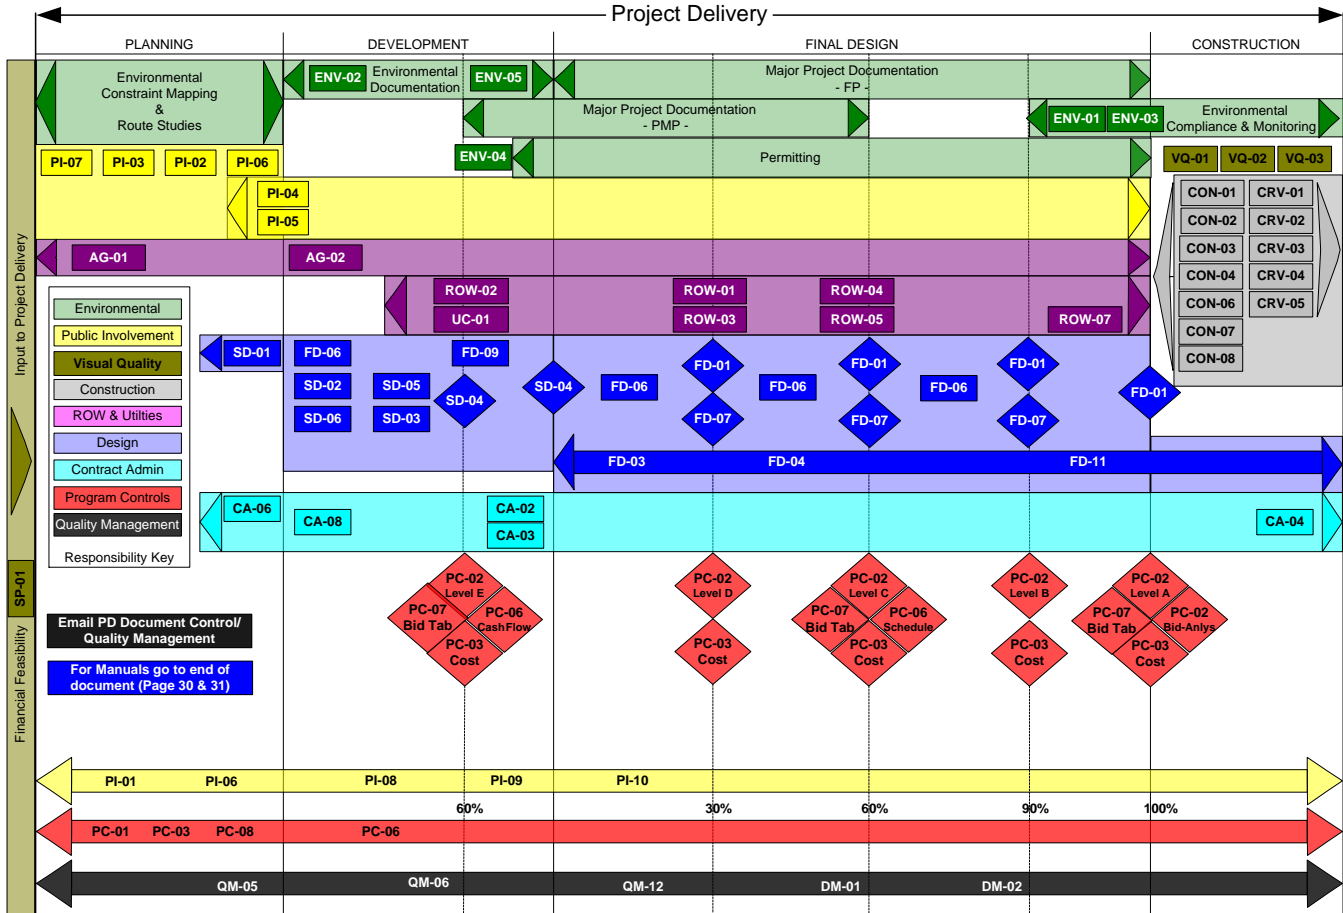 Project Delivery
PLANNING
DEVELOPMENT
FINAL DESIGN
CONSTRUCTION
Environmental
Constraint Mapping
&
Route Studies
ENV-02
Environmental
Documentation
ENV-05
Major Project Documentation
- FP -
Major Project Documentation
- PMP -
ENV-01
ENV-03
Environmental
Compliance & Monitoring
ENV-04
Permitting
PI-07
PI-03
PI-02
PI-06
VQ-01
VQ-02
VQ-03
PI-04
PI-05
CON-01
CRV-01
CON-02
CRV-02
CON-03
CRV-03
CON-04
CRV-04
CON-06
CRV-05
CON-07
CON-08
AG-01
AG-02
ROW-02
ROW-01
ROW-04
UC-01
ROW-03
ROW-05
ROW-07
Input to Project Delivery
SP-01
Financial Feasibility
Environmental
Public Involvement
Visual Quality
Construction
ROW & Utilties
Design
Contract Admin
Program Controls
Quality Management
Responsibility Key
SD-01
FD-06
FD-09
SD-02
SD-05
SD-04
SD-04
FD-06
FD-01
FD-06
FD-01
FD-06
FD-01
FD-01
SD-06
SD-03
FD-07
FD-07
FD-07
FD-03
FD-04
FD-11
CA-06
CA-08
CA-02
CA-03
CA-04
PC-02
Level E
PC-07
Bid Tab
PC-06
CashFlow
PC-03
Cost
PC-02
Level D
PC-03
Cost
PC-02
Level C
PC-07
Bid Tab
PC-06
Schedule
PC-03
Cost
PC-02
Level B
PC-03
Cost
PC-02
Level A
PC-07
Bid Tab
PC-02
Bid-Anlys
PC-03
Cost
Email PD Document Control/
Quality Management
For Manuals go to end of
document (Page 30 & 31)
PI-01
PI-06
PI-08
PI-09
PI-10
60%
30%
60%
90%
100%
PC-01
PC-03
PC-08
PC-06
QM-05
QM-06
QM-12
DM-01
DM-02